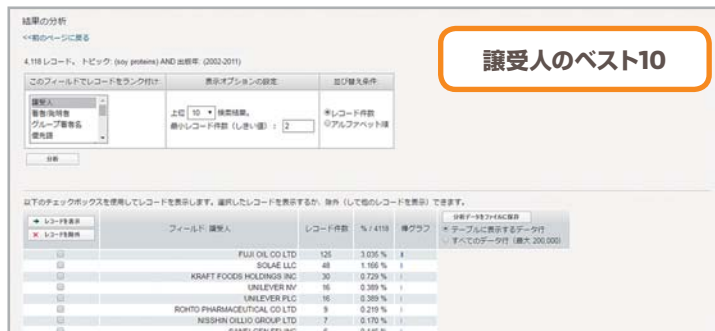 結果の分析
<<前のページに戻る
譲受人のベスト10
4,118 レコード。 トピック: (soy proteins) AND 出版年: (2002-2011)
このフィールドでレコードをランク付け 表示オプションの設定 並び替え条件
譲受人
著者/発明者
グループ著者名
優先語
上位 10 検索結果。
最小レコード件数 (しきい値) : 2
レコード件数
アルファベット順
分析
以下のチェックボックスを使用してレコードを表示します。選択したレコードを表示するか、除外 (して他のレコードを表示) できます。
レコードを表示
レコードを除外
フィールド: 譲受人 レコード件数 % / 4118 棒グラフ
分析データをファイルに保存
テーブルに表示するデータ行
すべてのデータ行 (最大 200,000)
FUJI OIL CO LTD 125 3.035 %
SOLAE LLC 48 1.166 %
KRAFT FOODS HOLDINGS INC 30 0.729 %
UNILEVER NV 16 0.389 %
UNILEVER PLC 16 0.389 %
ROHTO PHARMACEUTICAL CO LTD 9 0.219 %
NISSHIN OILLIO GROUP LTD 7 0.170 %